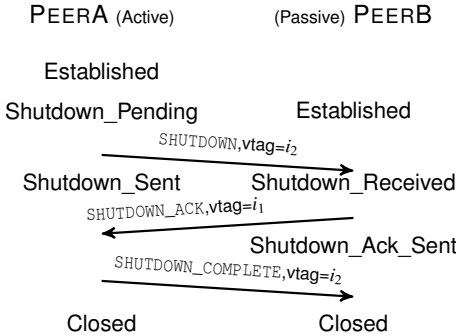 PEERA (Active) (Passive) PEERB
Established
Shutdown_Pending Established
SHUTDOWN,vtag=i₂
Shutdown_Sent Shutdown_Received
SHUTDOWN_ACK,vtag=i₁
Shutdown_Ack_Sent
SHUTDOWN_COMPLETE,vtag=i₂
Closed Closed